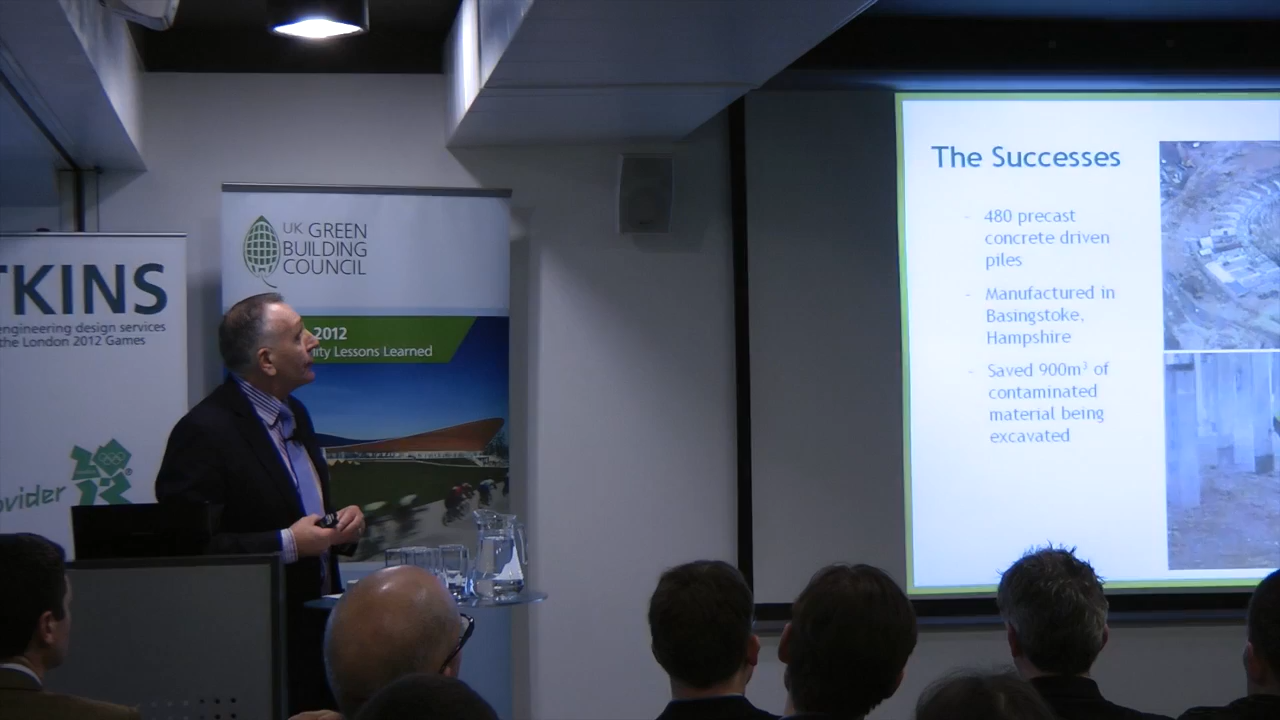 TKINS
engineering design services
the London 2012 Games
ovider
UK GREEN
BUILDING
COUNCIL
2012
ity Lessons Learned
The Successes
- 480 precast
concrete driven
piles
- Manufactured in
Basingstoke,
Hampshire
- Saved 900m³ of
contaminated
material being
excavated